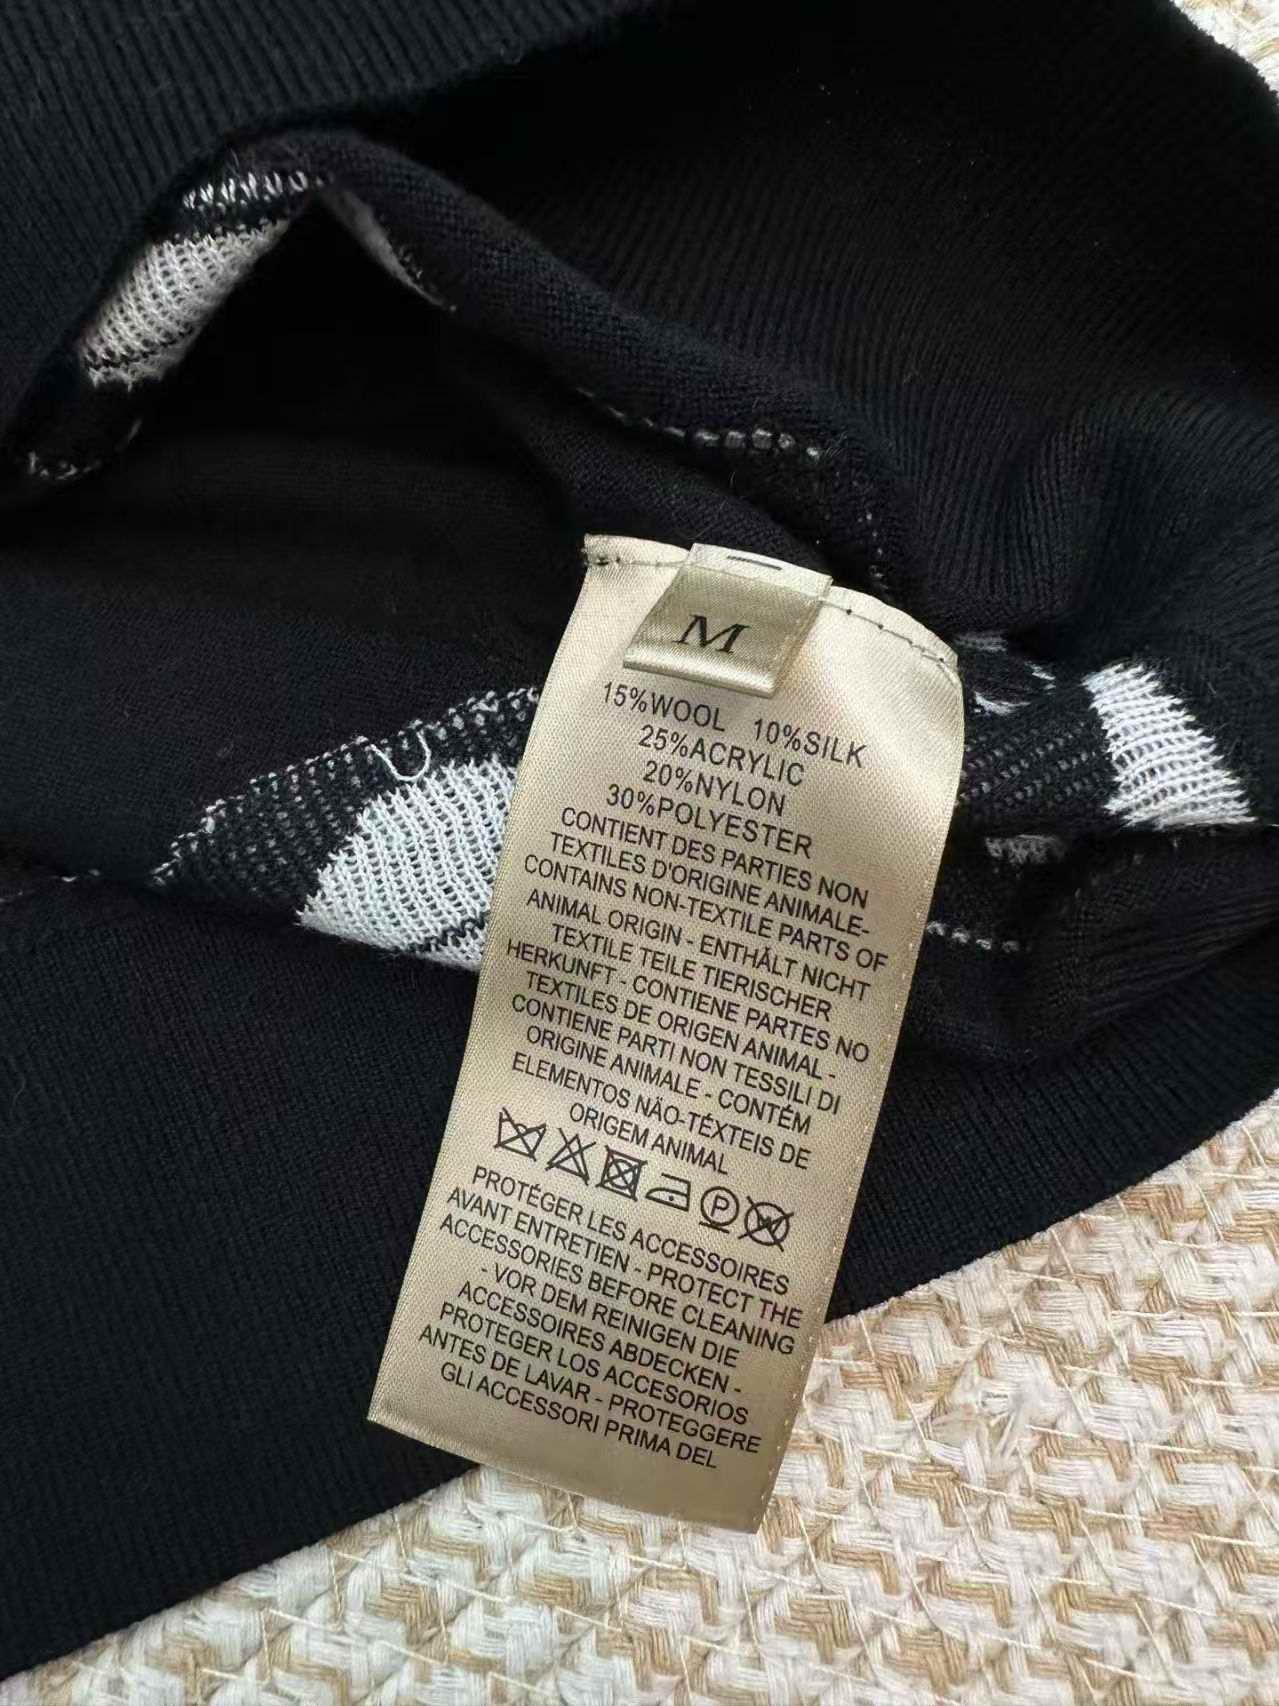 M
15%WOOL 10%SILK
25%ACRYLIC
20%NYLON
30%POLYESTER
CONTIENT DES PARTIES NON
TEXTILES D'ORIGINE ANIMALE-
CONTAINS NON-TEXTILE PARTS OF
ANIMAL ORIGIN - ENTHÄLT NICHT
TEXTILE TEILE TIERISCHER
HERKUNFT - CONTIENE PARTES NO
TEXTILES DE ORIGEN ANIMAL -
CONTIENE PARTI NON TESSILI DI
ORIGINE ANIMALE - CONTÉM
ELEMENTOS NÃO-TÉXTEIS DE
ORIGEM ANIMAL
P W
PROTÉGER LES ACCESSOIRES
AVANT ENTRETIEN - PROTECT THE
ACCESSORIES BEFORE CLEANING
- VOR DEM REINIGEN DIE
ACCESSOIRES ABDECKEN -
PROTEGER LOS ACCESORIOS
ANTES DE LAVAR - PROTEGGERE
GLI ACCESSORI PRIMA DEL